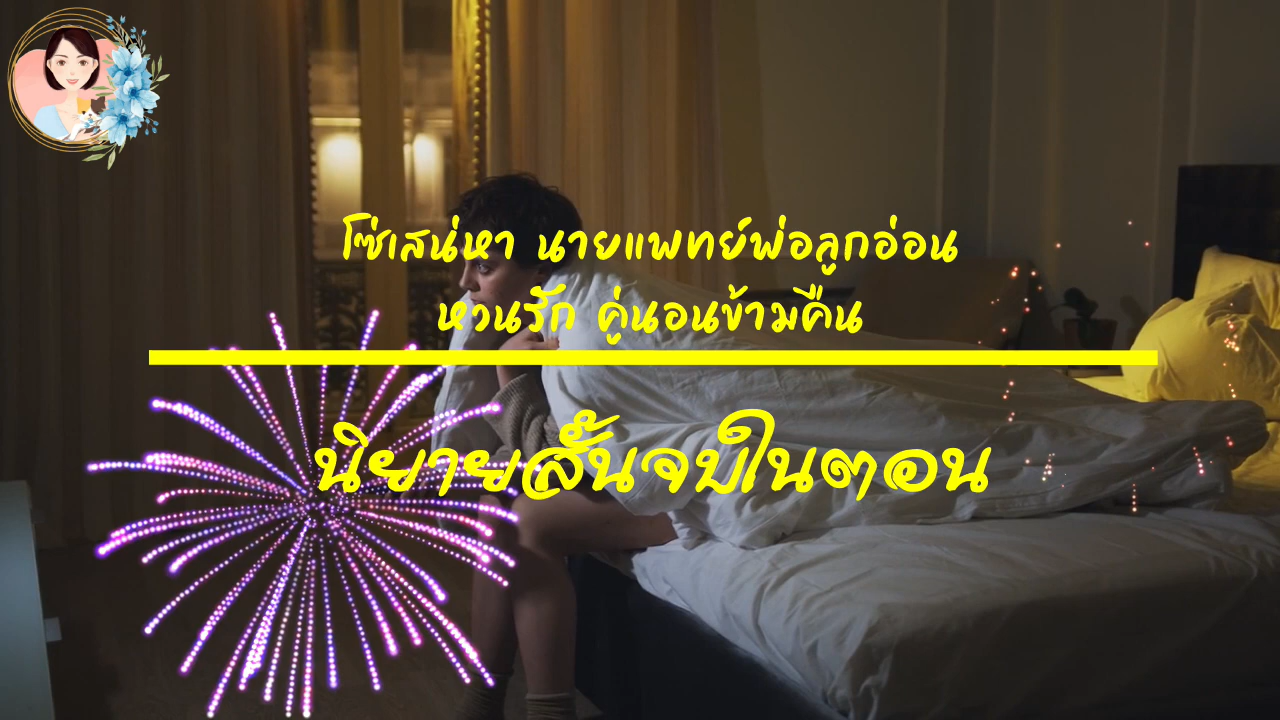 โซ่เสน่หา นายแพทย์พ่อลูกอ่อน
หวนรัก คู่นอนข้ามคืน
นิยายสั้นจบในตอน